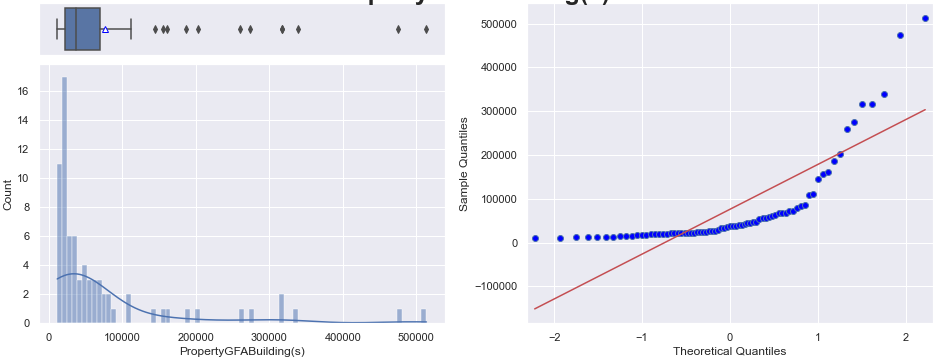 16
14
12
10
8
6
4
2
0
Count
0 100000 200000 300000 400000 500000
PropertyGFABuilding(s)
500000
400000
300000
200000
100000
0
−100000
Sample Quantiles
−2 −1 0 1 2
Theoretical Quantiles